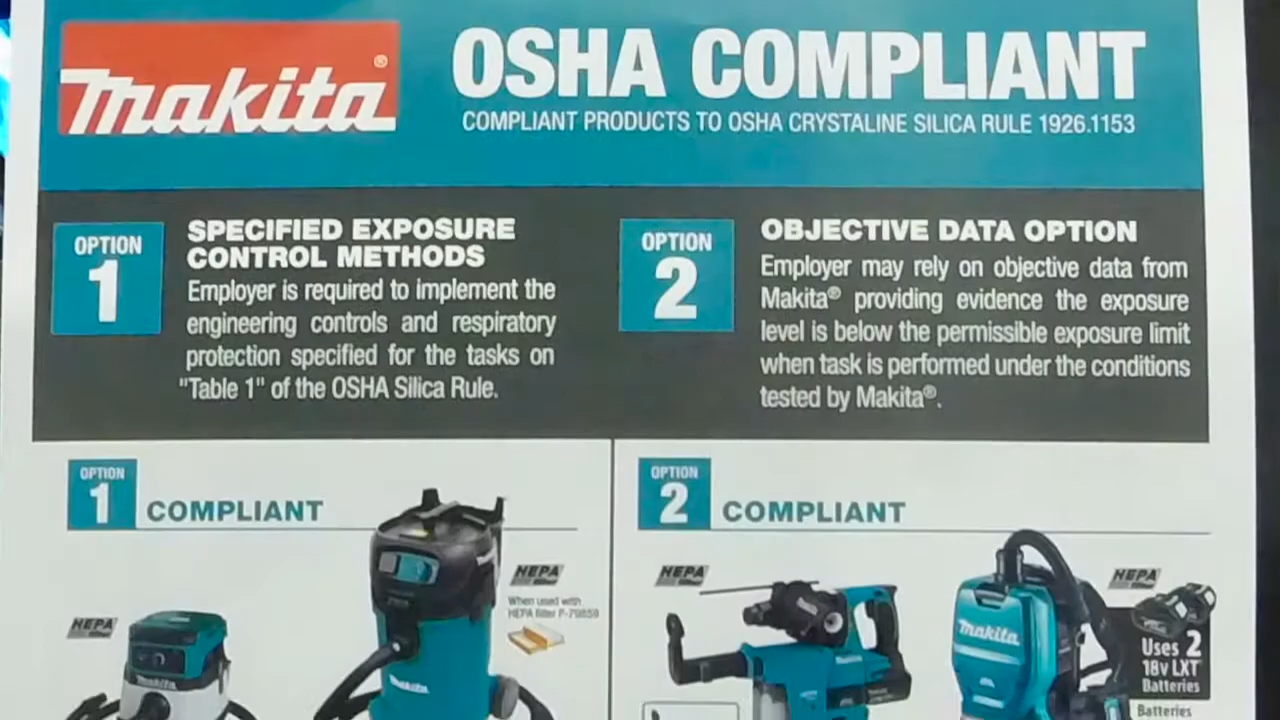 makita®
OSHA COMPLIANT
COMPLIANT PRODUCTS TO OSHA CRYSTALINE SILICA RULE 1926.1153
OPTION
1
SPECIFIED EXPOSURE
CONTROL METHODS
Employer is required to implement the
engineering controls and respiratory
protection specified for the tasks on
"Table 1" of the OSHA Silica Rule.
OPTION
2
OBJECTIVE DATA OPTION
Employer may rely on objective data from
Makita® providing evidence the exposure
level is below the permissible exposure limit
when task is performed under the conditions
tested by Makita®.
OPTION
1
COMPLIANT
HEPA
When used with
HEPA filter
HEPA
makita
makita
OPTION
2
COMPLIANT
HEPA
makita
makita
HEPA
Uses 2
18v LXT
Batteries
Batteries